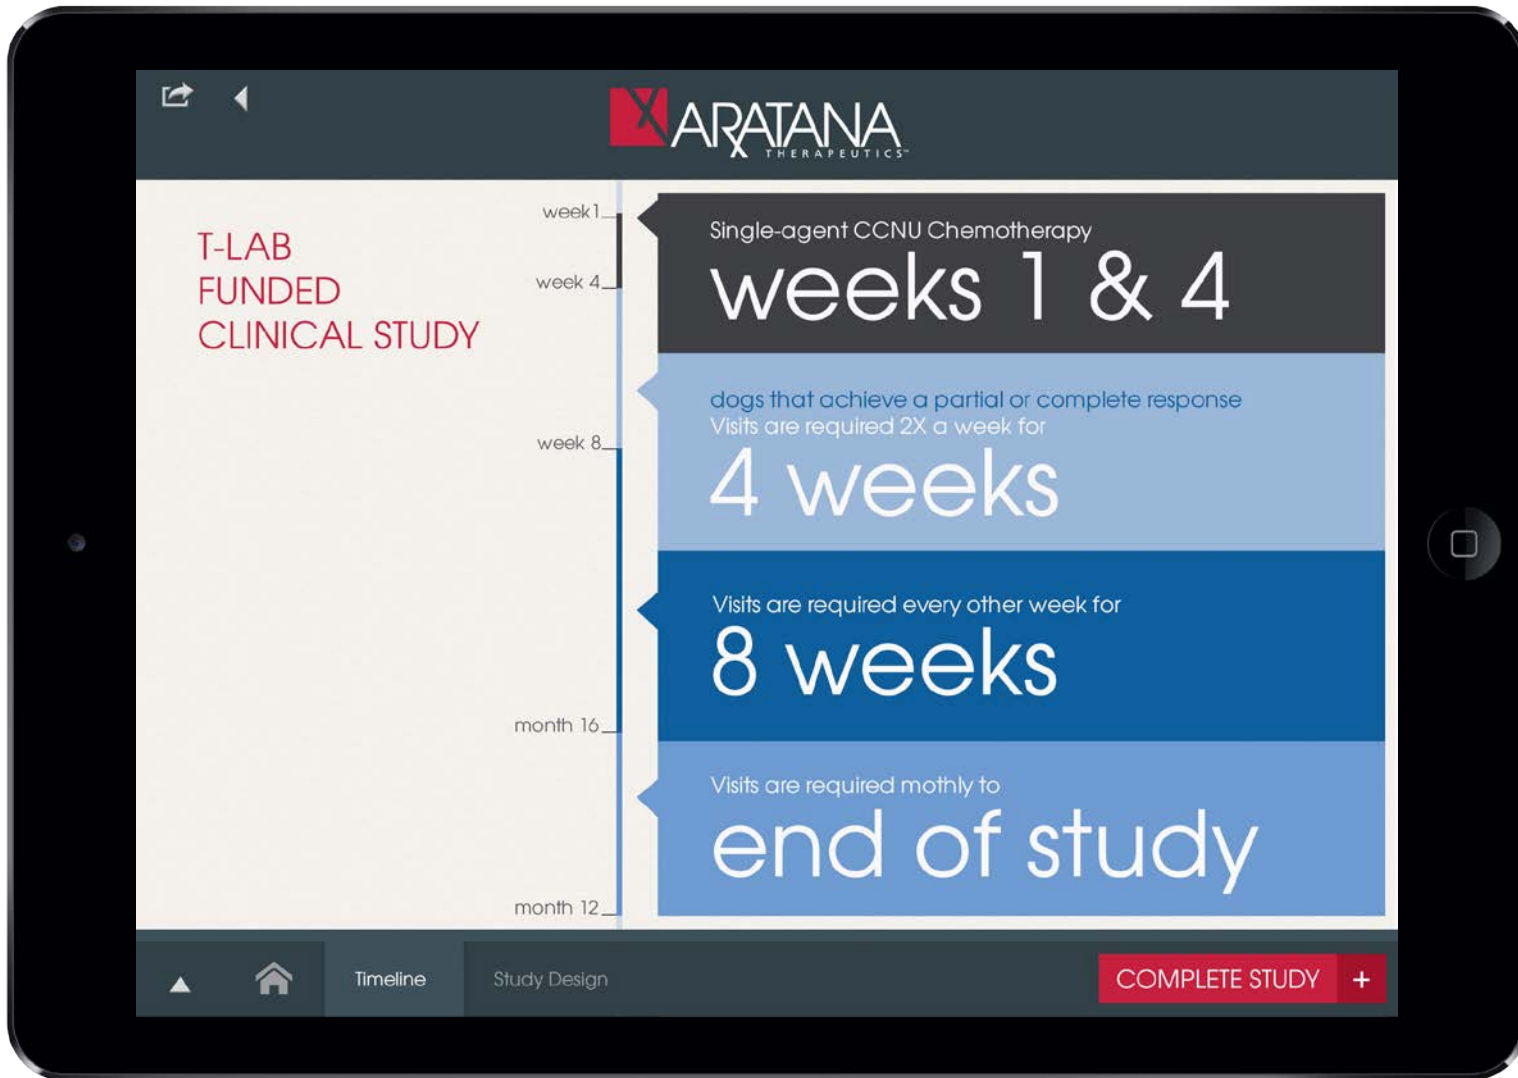 ARATANA
THERAPEUTICS™
T-LAB
FUNDED
CLINICAL STUDY
week 1
week 4
week 8
month 16
month 12
Single-agent CCNU Chemotherapy
weeks 1 & 4
dogs that achieve a partial or complete response
Visits are required 2X a week for
4 weeks
Visits are required every other week for
8 weeks
Visits are required mothly to
end of study
Timeline
Study Design
COMPLETE STUDY +